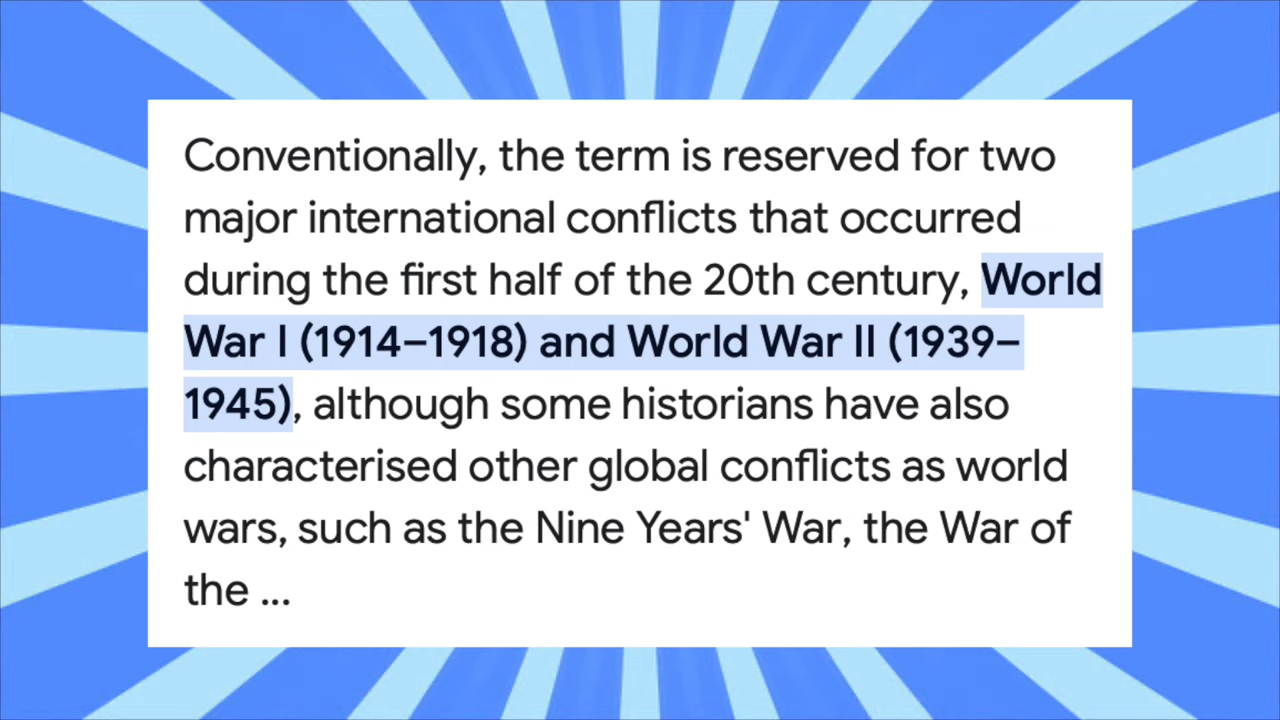 Conventionally, the term is reserved for two
major international conflicts that occurred
during the first half of the 20th century, World
War I (1914–1918) and World War II (1939–
1945), although some historians have also
characterised other global conflicts as world
wars, such as the Nine Years' War, the War of
the ...